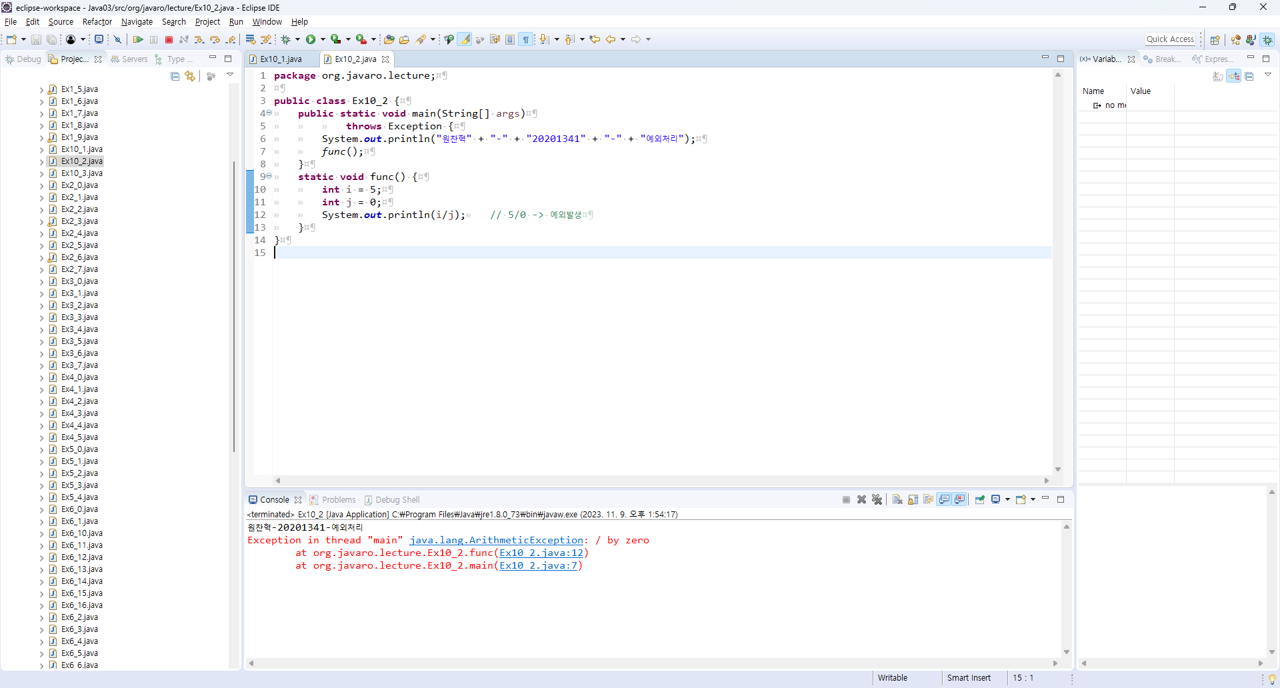 eclipse-workspace - Java03/src/org/javaro/lecture/Ex10_2.java - Eclipse IDE
File Edit Source Refactor Navigate Search Project Run Window Help
Quick Access
Debug Projec... Servers Type ...
Ex1_5.java
Ex1_6.java
Ex1_7.java
Ex1_8.java
Ex1_9.java
Ex10_1.java
Ex10_2.java
Ex10_3.java
Ex2_0.java
Ex2_1.java
Ex2_2.java
Ex2_3.java
Ex2_4.java
Ex2_5.java
Ex2_6.java
Ex2_7.java
Ex3_0.java
Ex3_1.java
Ex3_2.java
Ex3_3.java
Ex3_4.java
Ex3_5.java
Ex3_6.java
Ex3_7.java
Ex4_0.java
Ex4_1.java
Ex4_2.java
Ex4_3.java
Ex4_4.java
Ex4_5.java
Ex5_0.java
Ex5_1.java
Ex5_2.java
Ex5_3.java
Ex5_4.java
Ex6_0.java
Ex6_1.java
Ex6_10.java
Ex6_11.java
Ex6_12.java
Ex6_13.java
Ex6_14.java
Ex6_15.java
Ex6_16.java
Ex6_2.java
Ex6_3.java
Ex6_4.java
Ex6_5.java
Ex6_6.java
Ex10_1.java Ex10_2.java
1 package org.javaro.lecture;
2
3 public class Ex10_2 {
4 public static void main(String[] args)
5 throws Exception {
6 System.out.println("원찬혁" + "-" + "20201341" + "-" + "예외처리");
7 func();
8 }
9 static void func() {
10 int i = 5;
11 int j = 0;
12 System.out.println(i/j); // 5/0 -> 예외발생
13 }
14 }
15
Console Problems Debug Shell
<terminated> Ex10_2 [Java Application] C:₩Program Files₩Java₩jre1.8.0_73₩bin₩javaw.exe (2023. 11. 9. 오후 1:54:17)
원찬혁-20201341-예외처리
Exception in thread "main" java.lang.ArithmeticException: / by zero
at org.javaro.lecture.Ex10_2.func(Ex10_2.java:12)
at org.javaro.lecture.Ex10_2.main(Ex10_2.java:7)
(x)= Variab... Break... Expres...
Name Value
no me
Writable Smart Insert 15 : 1